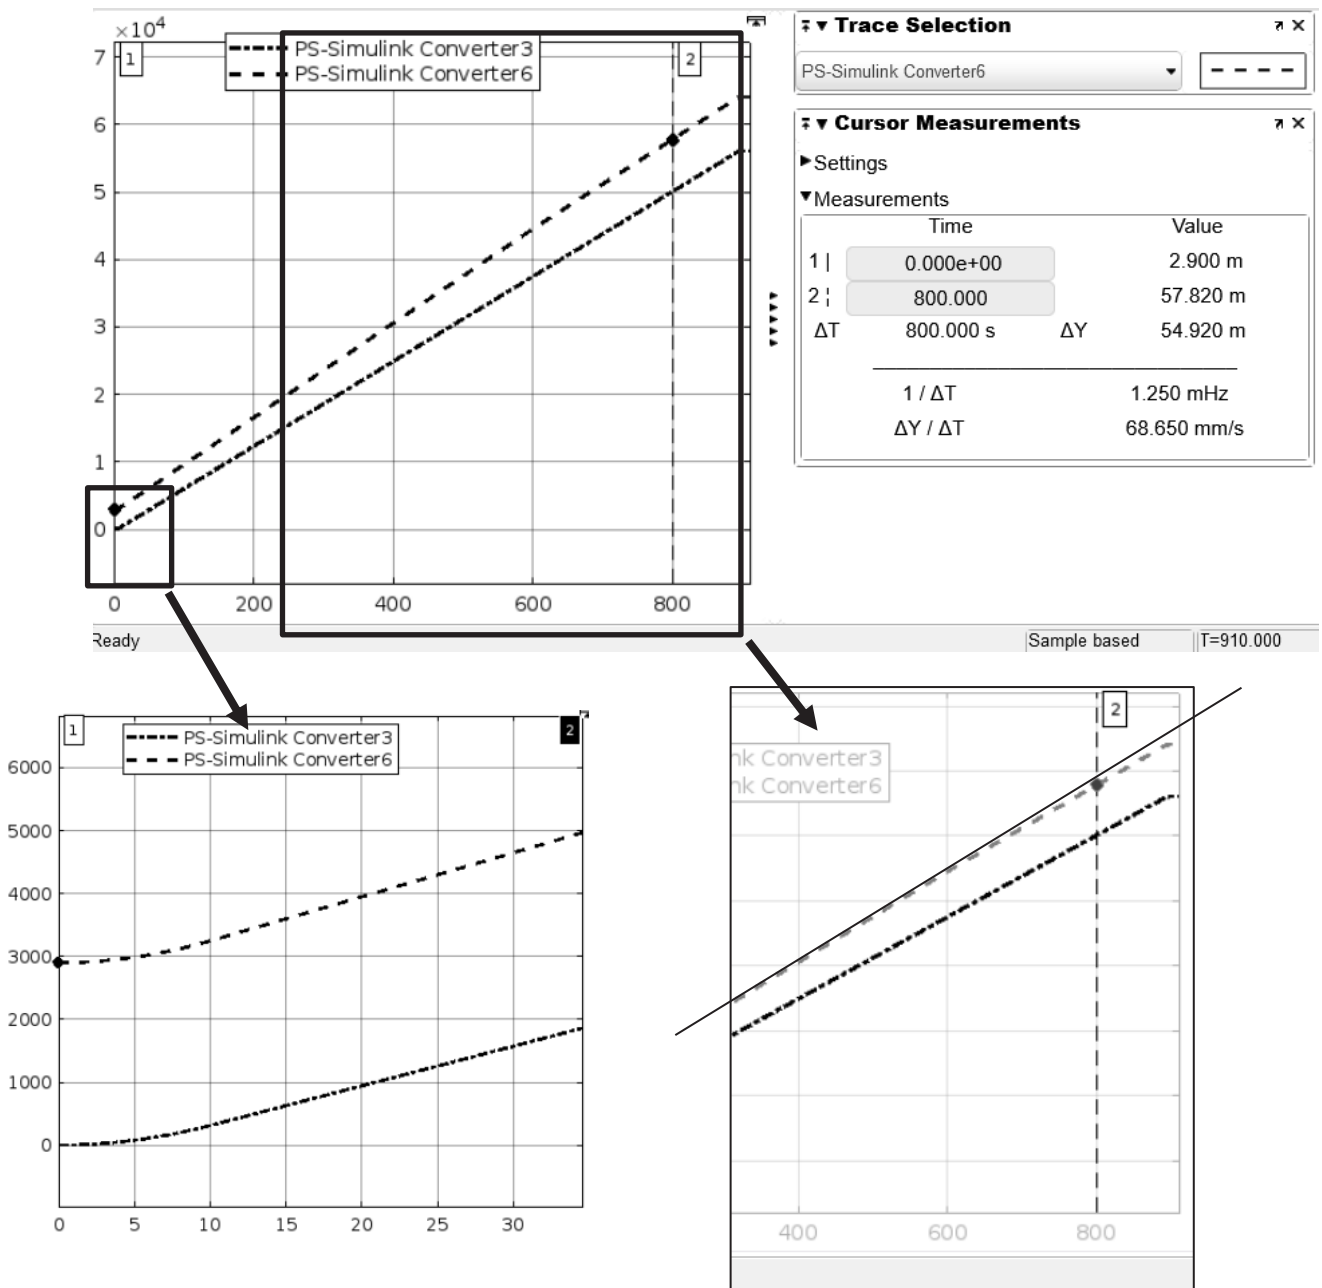 ×10⁴
7
6
5
4
3
2
1
0
1
PS-Simulink Converter3
PS-Simulink Converter6
2
0 200 400 600 800
Ready
Sample based
T=910.000
Trace Selection
PS-Simulink Converter6
Cursor Measurements
Settings
Measurements
Time Value
1 | 0.000e+00 2.900 m
2 ¦ 800.000 57.820 m
ΔT 800.000 s ΔY 54.920 m
1 / ΔT 1.250 mHz
ΔY / ΔT 68.650 mm/s
1
PS-Simulink Converter3
PS-Simulink Converter6
2
6000
5000
4000
3000
2000
1000
0
0 5 10 15 20 25 30
2
nk Converter3
nk Converter6
400 600 800